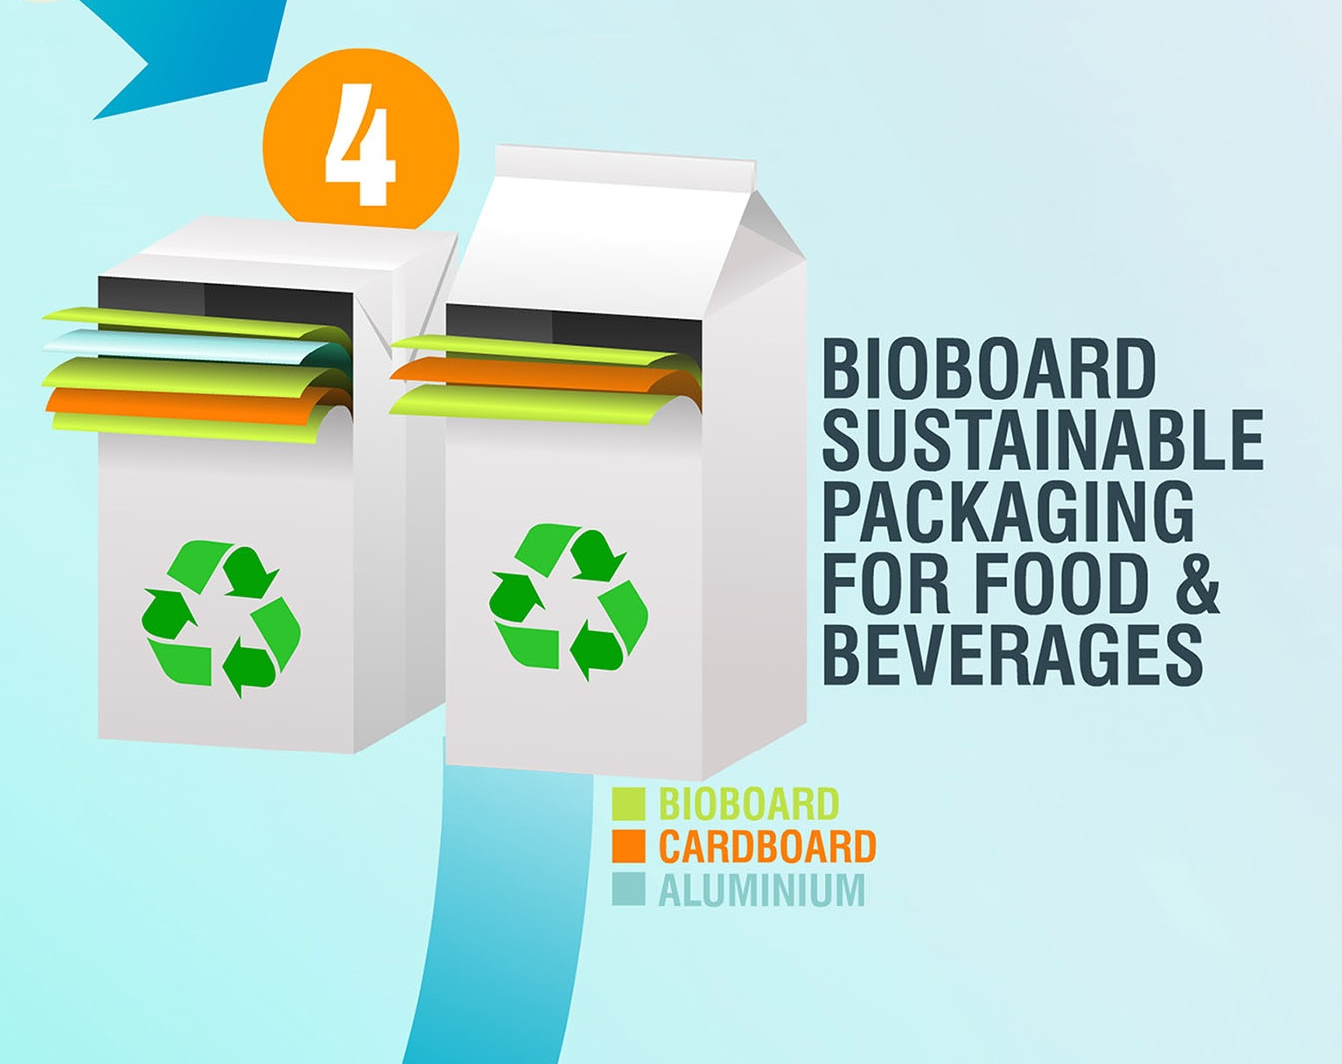 4
BIOBOARD
SUSTAINABLE
PACKAGING
FOR FOOD &
BEVERAGES
BIOBOARD
CARDBOARD
ALUMINIUM